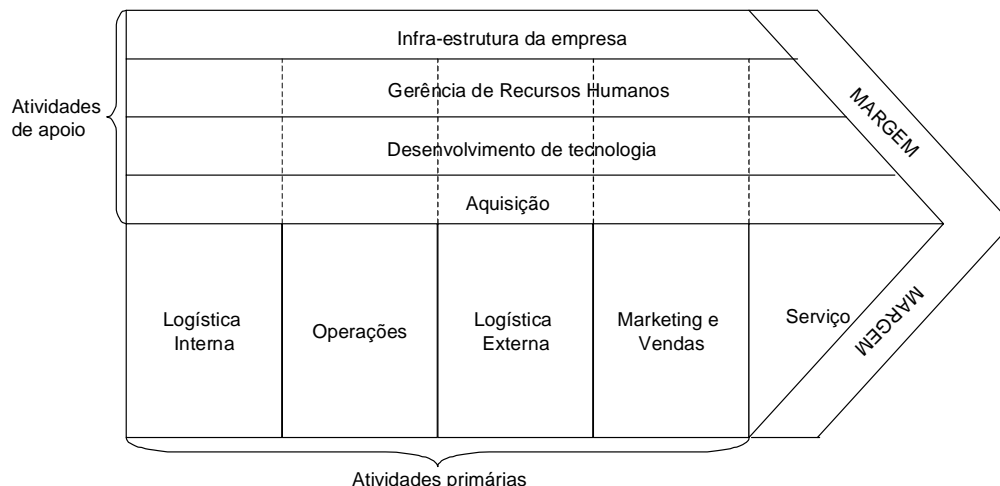 Infra-estrutura da empresa
Gerência de Recursos Humanos
Atividades
de apoio
Desenvolvimento de tecnologia
Aquisição
MARGEM
Logística
Interna
Operações
Logística
Externa
Marketing e
Vendas
Serviço
MARGEM
Atividades primárias